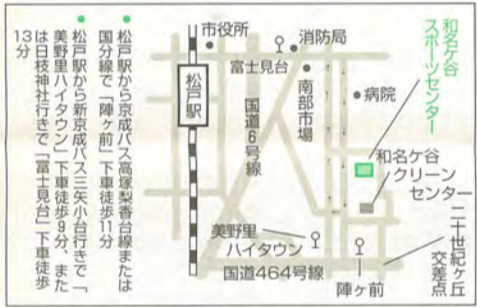 和名ケ谷
スポーツセンター
市役所
消防局
富士見台
松戸駅
国道6号線
南部市場
病院
和名ケ谷
クリーン
センター
美野里
ハイタウン
国道464号線
陣ヶ前
二十世紀ヶ丘
交差点
●松戸駅から京成バス高塚梨香台線または
国分線で「陣ヶ前」下車徒歩11分
●松戸駅から新京成バス三矢小台行きで「
美野里ハイタウン」下車徒歩9分、また
は日枝神社行きで「富士見台」下車徒歩
13分